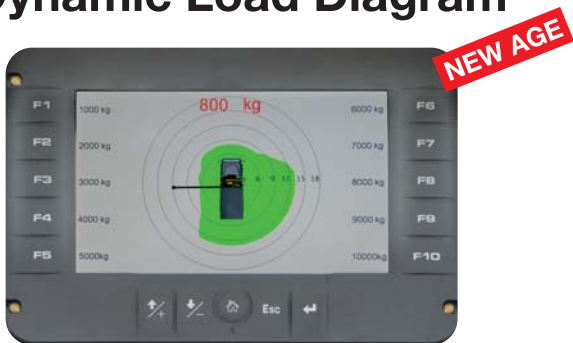 Dynamic Load Diagram
NEW AGE
F1 1000 kg 800 kg 6000 kg F6
F2 2000 kg 7000 kg F7
F3 3000 kg 6 9 12 15 18 8000 kg F8
F4 4000 kg 9000 kg F9
F5 5000kg 10000kg F10
+ - Esc